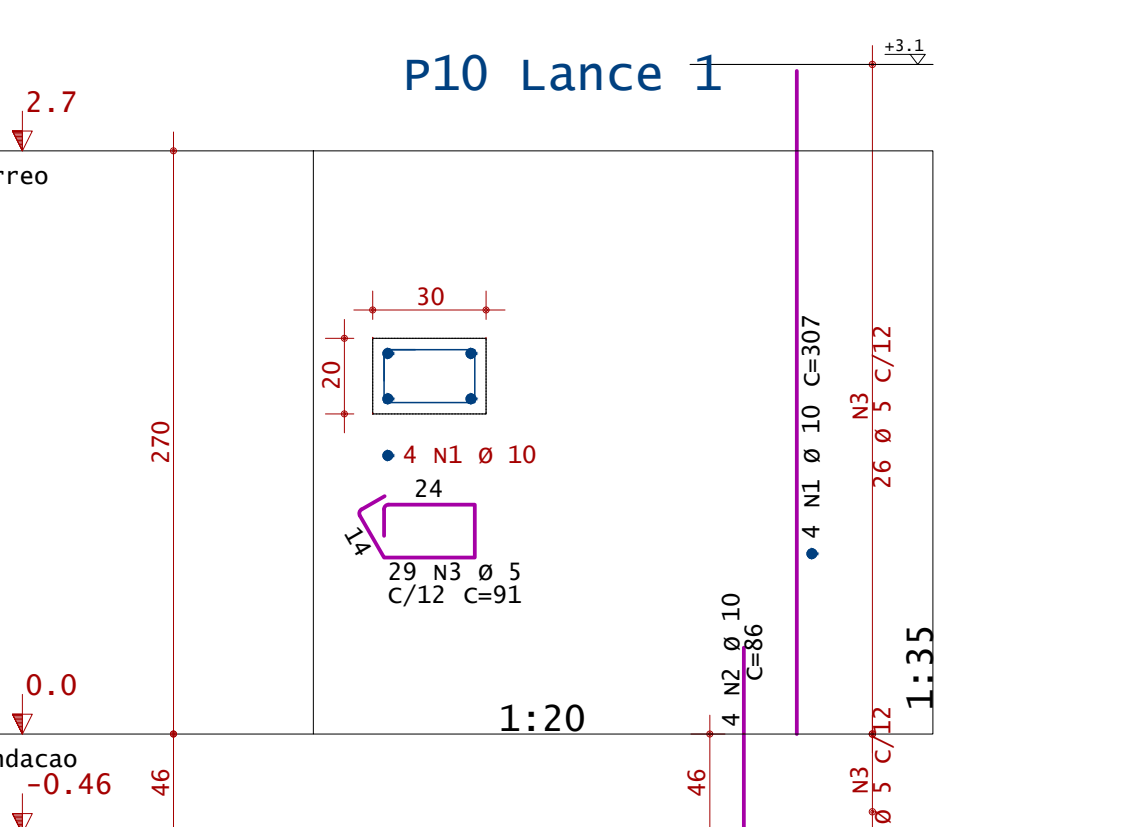 P10 Lance 1
+3.1
2.7
rreo
30
20
270
4 N1 Ø 10
24
14
29 N3 Ø 5
C/12 C=91
4 N1 Ø 10 C=307
N3
26 Ø 5 C/12
4 N2 Ø 10
C=86
1:35
1:20
0.0
ndacao
-0.46
46
46
N3
Ø 5 C/12